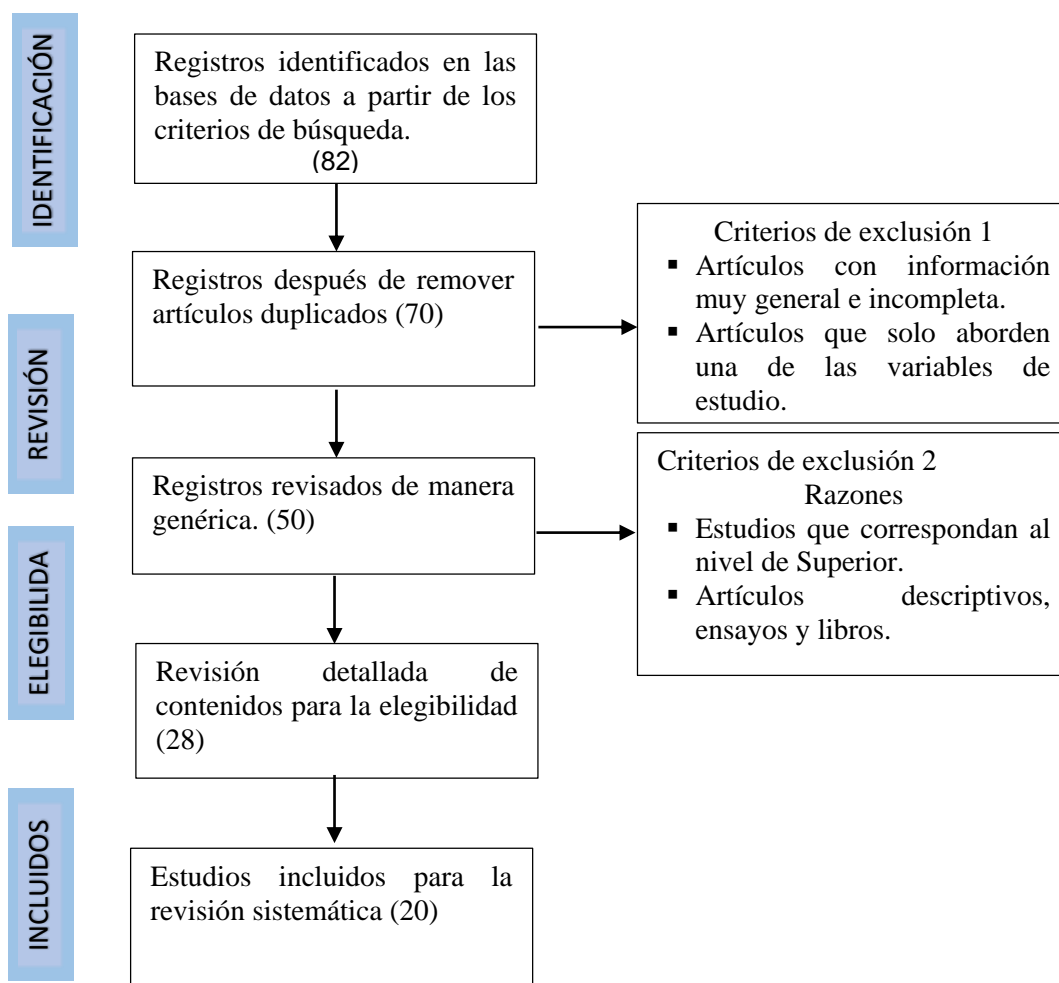 IDENTIFICACIÓN
Registros identificados en las
bases de datos a partir de los
criterios de búsqueda.
(82)
Registros después de remover
artículos duplicados (70)
Criterios de exclusión 1
▪ Artículos con información
muy general e incompleta.
▪ Artículos que solo aborden
una de las variables de
estudio.
REVISIÓN
Registros revisados de manera
genérica. (50)
Criterios de exclusión 2
Razones
▪ Estudios que correspondan al
nivel de Superior.
▪ Artículos descriptivos,
ensayos y libros.
ELEGIBILIDA
Revisión detallada de
contenidos para la elegibilidad
(28)
INCLUIDOS
Estudios incluidos para la
revisión sistemática (20)